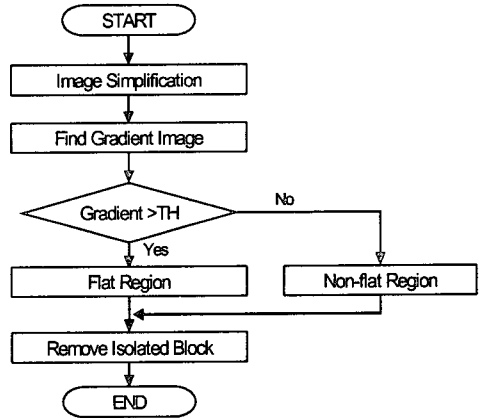 START
Image Simplification
Find Gradient Image
Gradient >TH
No
Yes
Flat Region
Non-flat Region
Remove Isolated Block
END